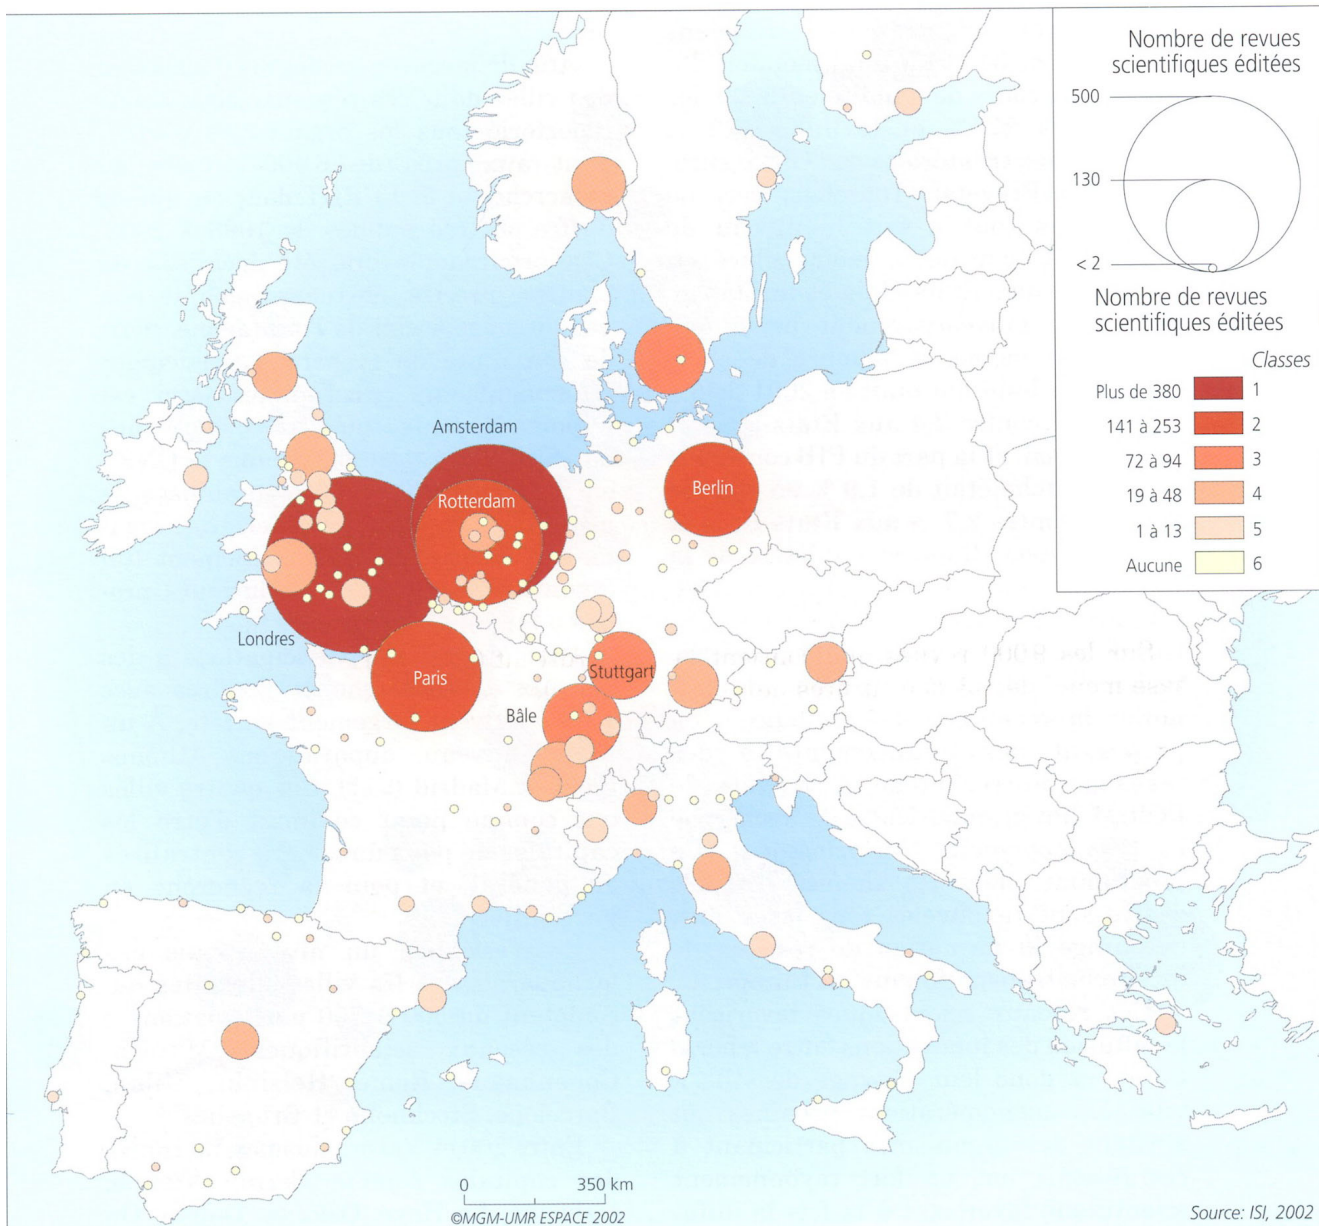 Nombre de revues
scientifiques éditées
500
130
< 2
Nombre de revues
scientifiques éditées
Classes
Plus de 380 1
141 à 253 2
72 à 94 3
19 à 48 4
1 à 13 5
Aucune 6
Amsterdam
Rotterdam
Berlin
Londres
Paris
Stuttgart
Bâle
0 350 km
©MGM-UMR ESPACE 2002
Source: ISI, 2002